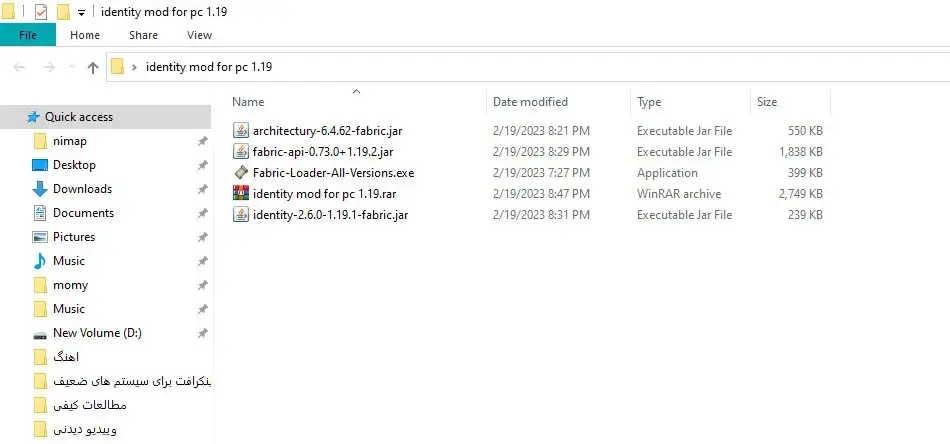 identity mod for pc 1.19
File Home Share View
identity mod for pc 1.19
Name Date modified Type Size
Quick access
nimap
Desktop
Downloads
Documents
Pictures
Music
momy
Music
New Volume (D:)
اهنگ
ینکرافت برای سیستم های ضعیف
مطالعات کیفی
وییدیو دیدنی
architectury-6.4.62-fabric.jar 2/19/2023 8:21 PM Executable Jar File 550 KB
fabric-api-0.73.0+1.19.2.jar 2/19/2023 8:29 PM Executable Jar File 1,838 KB
Fabric-Loader-All-Versions.exe 2/19/2023 7:27 PM Application 399 KB
identity mod for pc 1.19.rar 2/19/2023 8:47 PM WinRAR archive 2,749 KB
identity-2.6.0-1.19.1-fabric.jar 2/19/2023 8:31 PM Executable Jar File 239 KB